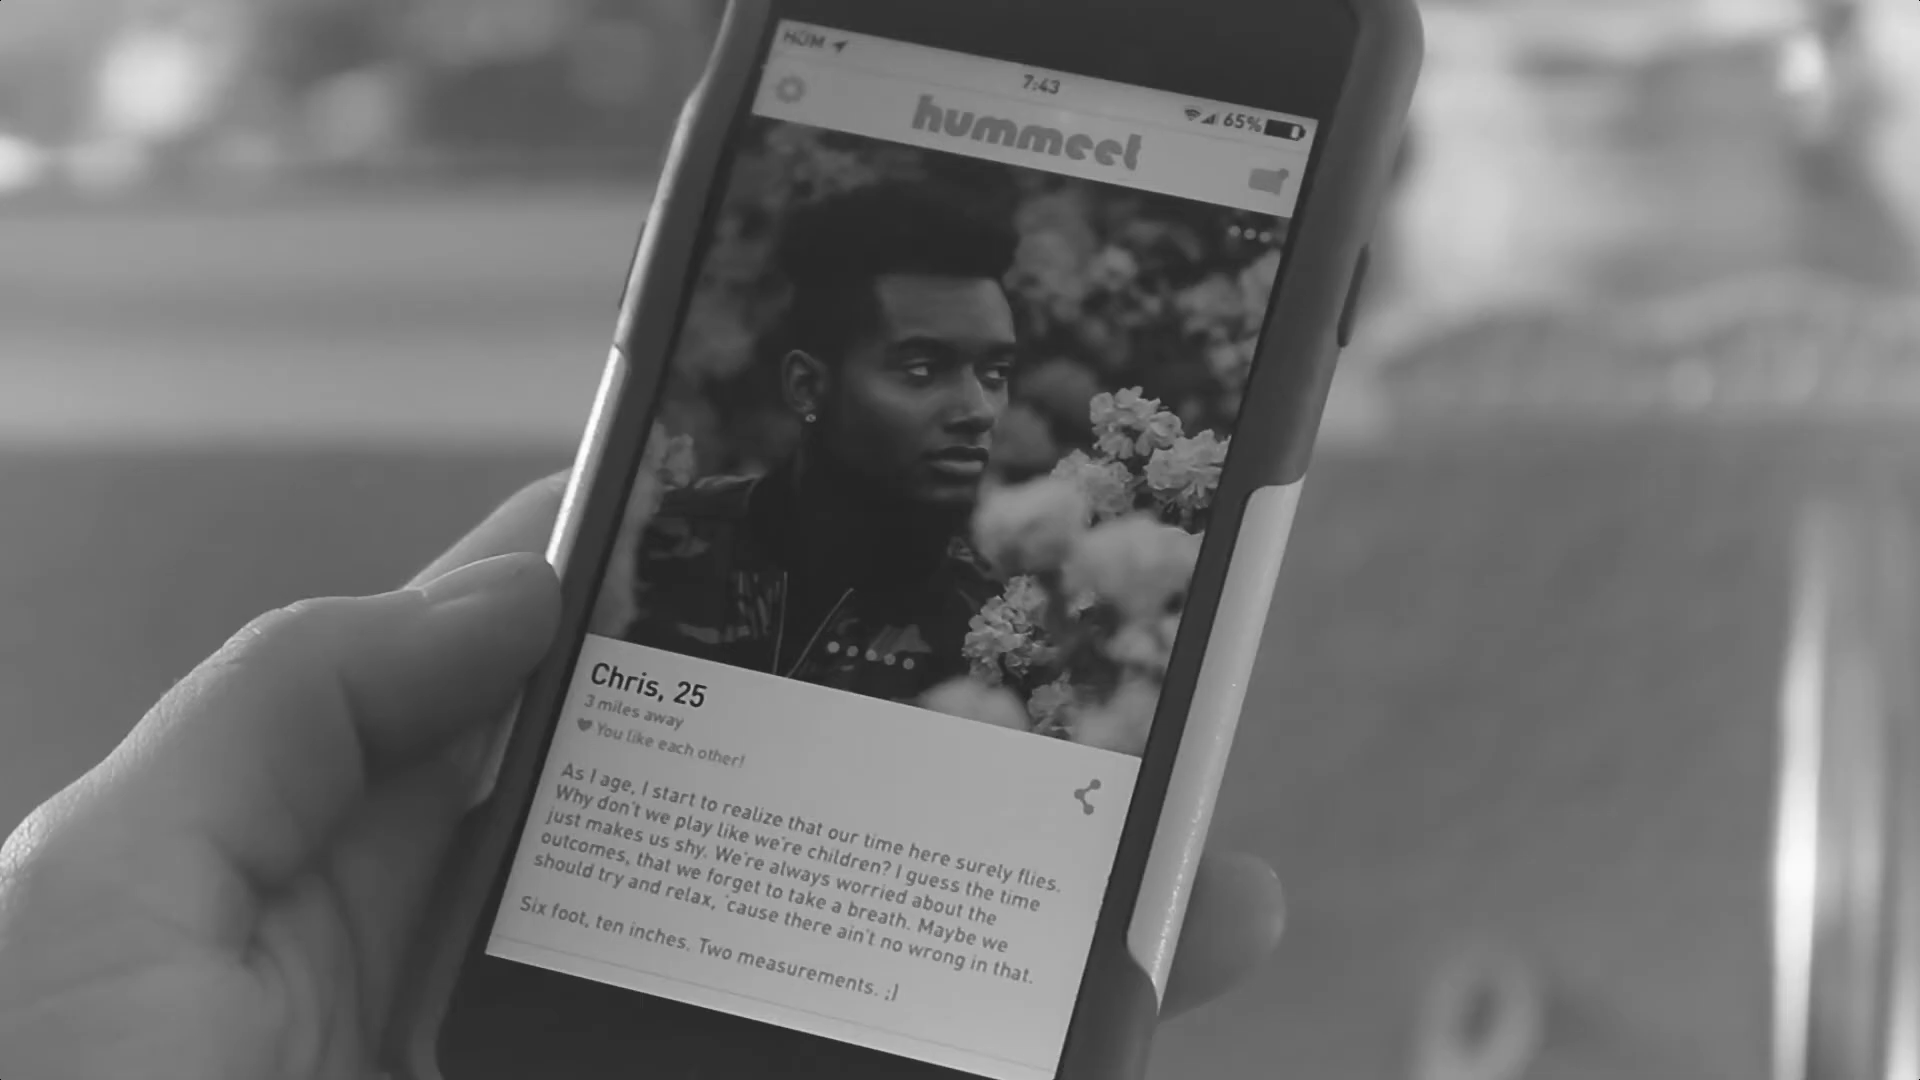 HUM
7:43
65%
hummeet
Chris, 25
3 miles away
You like each other!
As I age, I start to realize that our time here surely flies.
Why don't we play like we're children? I guess the time
just makes us shy. We're always worried about the
outcomes, that we forget to take a breath. Maybe we
should try and relax, 'cause there ain't no wrong in that.
Six foot, ten inches. Two measurements. ;)